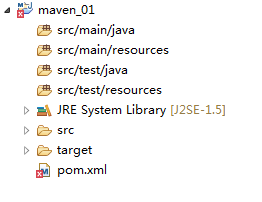 maven_01
src/main/java
src/main/resources
src/test/java
src/test/resources
JRE System Library [J2SE-1.5]
src
target
pom.xml